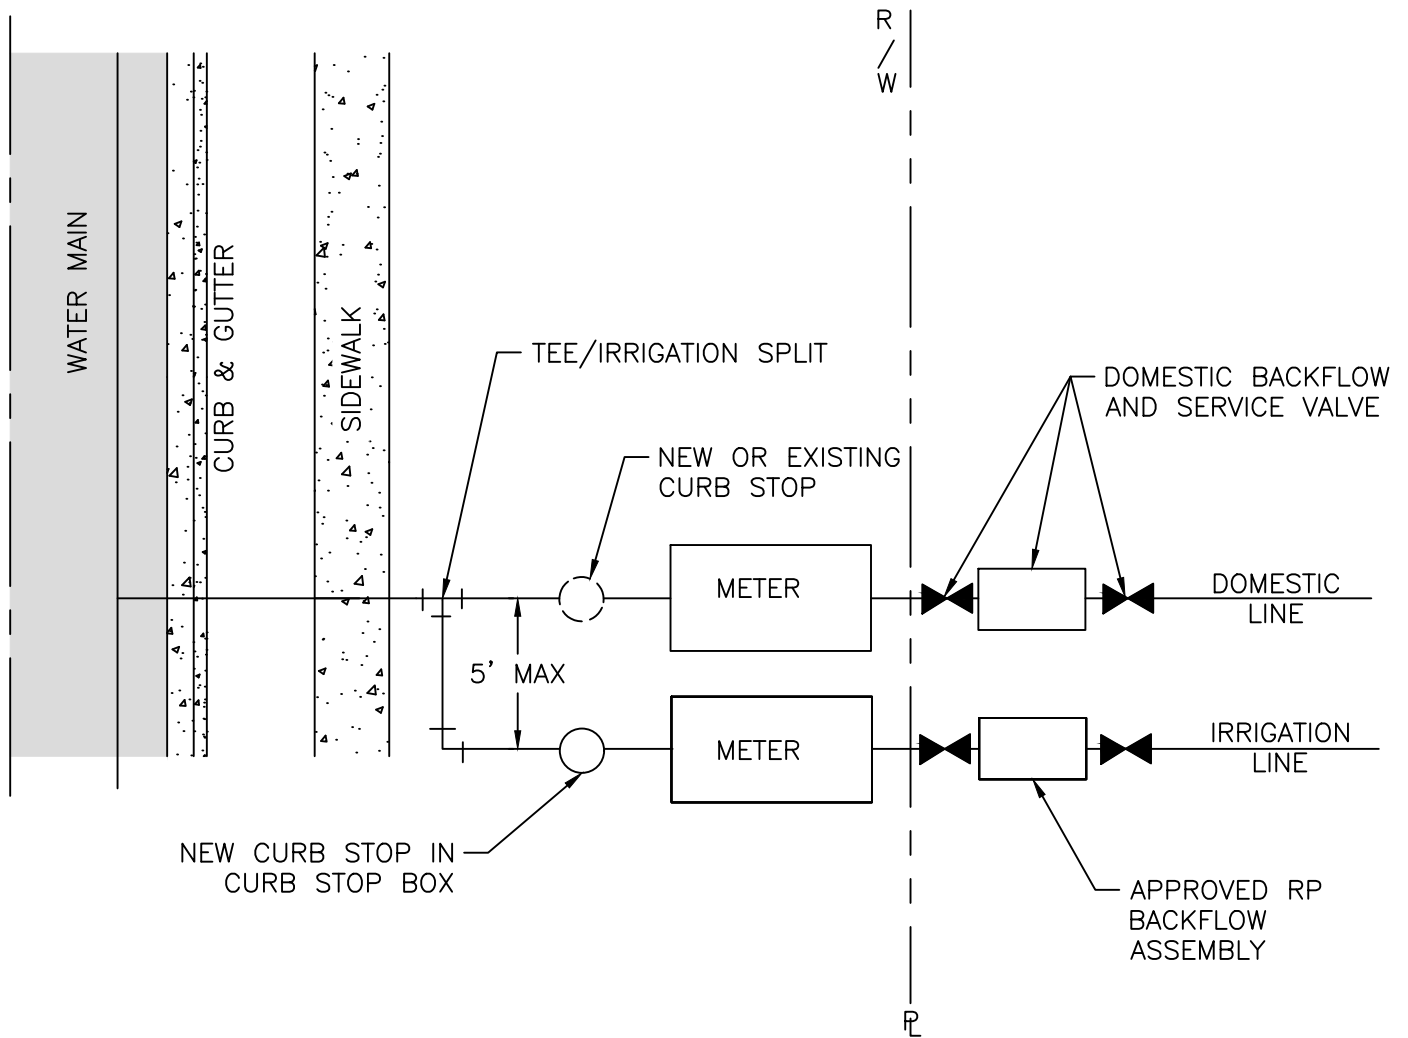 R
/
W
WATER MAIN
CURB & GUTTER
SIDEWALK
TEE/IRRIGATION SPLIT
DOMESTIC BACKFLOW
AND SERVICE VALVE
NEW OR EXISTING
CURB STOP
METER
DOMESTIC
LINE
5' MAX
METER
IRRIGATION
LINE
NEW CURB STOP IN
CURB STOP BOX
APPROVED RP
BACKFLOW
ASSEMBLY
PL